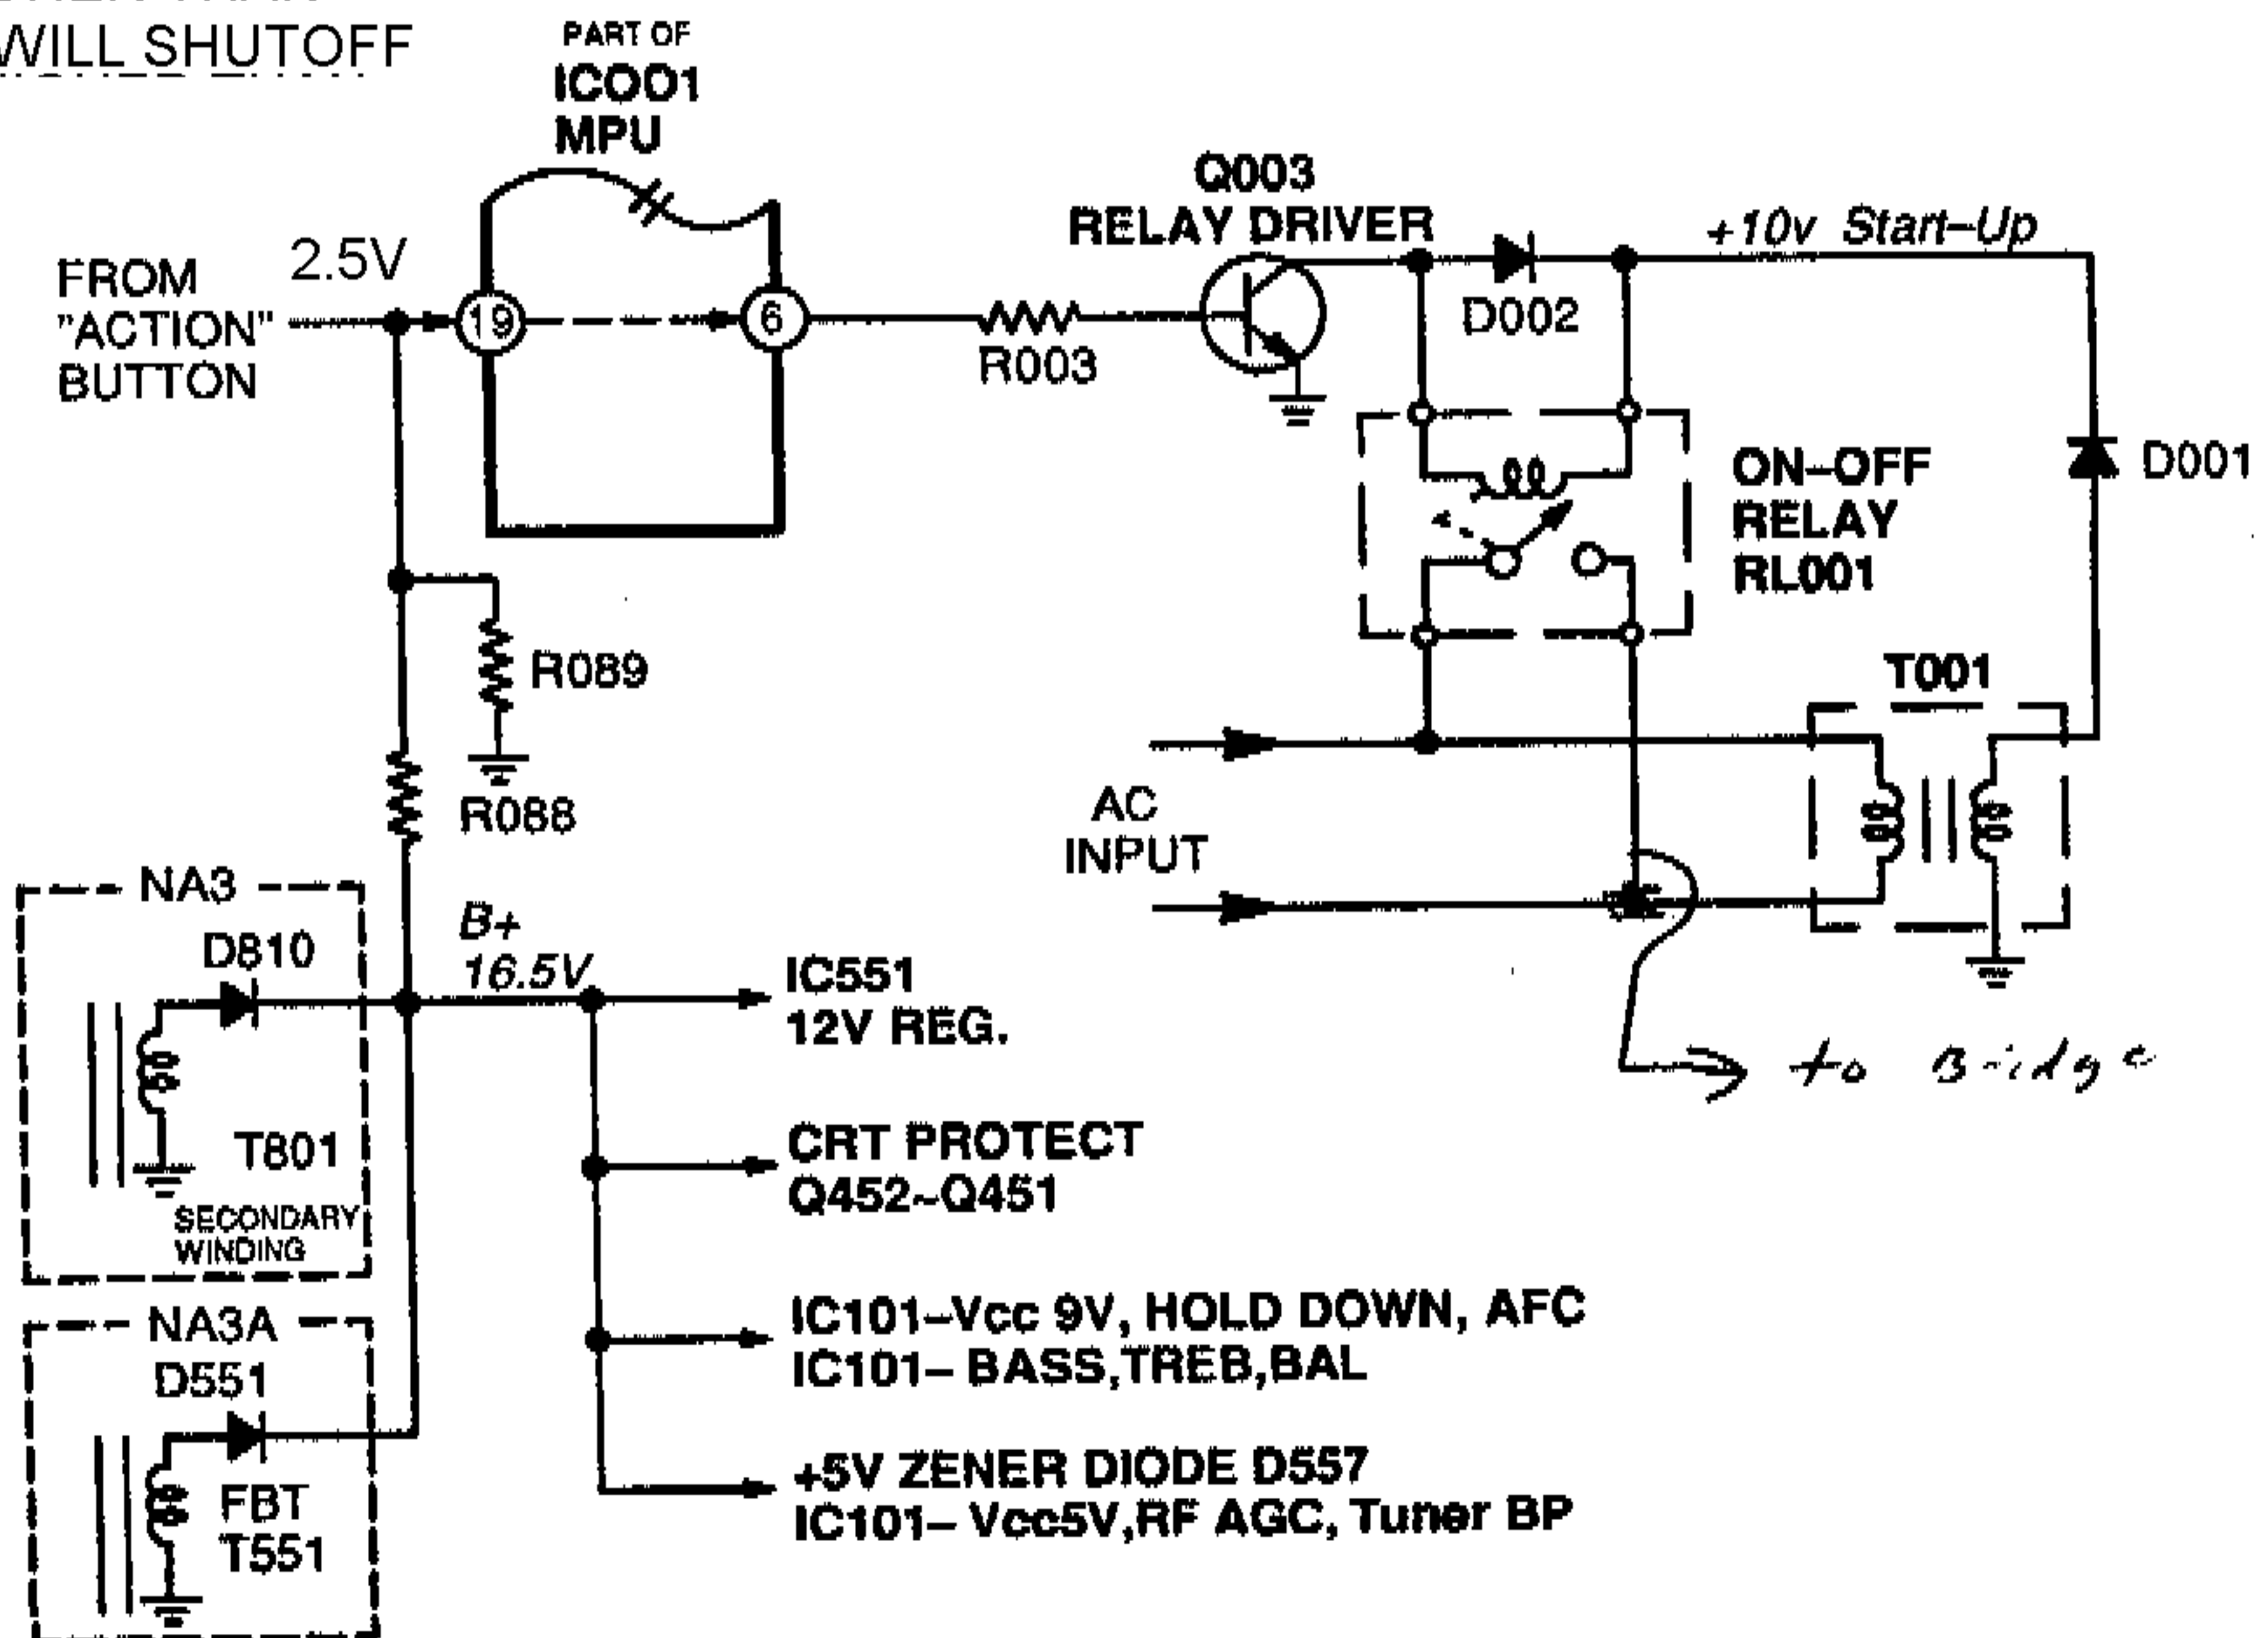 WILL SHUTOFF
PART OF
IC001
MPU
Q003
RELAY DRIVER
+10v Start-Up
2.5V
FROM
"ACTION"
BUTTON
19
6
R003
D002
D001
ON-OFF
RELAY
RL001
R089
T001
R088
AC
INPUT
NA3
D810
B+
16.5V
IC551
12V REG.
to Bridge
T801
SECONDARY
WINDING
CRT PROTECT
Q452~Q451
NA3A
D551
IC101-Vcc 9V, HOLD DOWN, AFC
IC101- BASS,TREB,BAL
FBT
T551
+5V ZENER DIODE D557
IC101- Vcc5V,RF AGC, Tuner BP